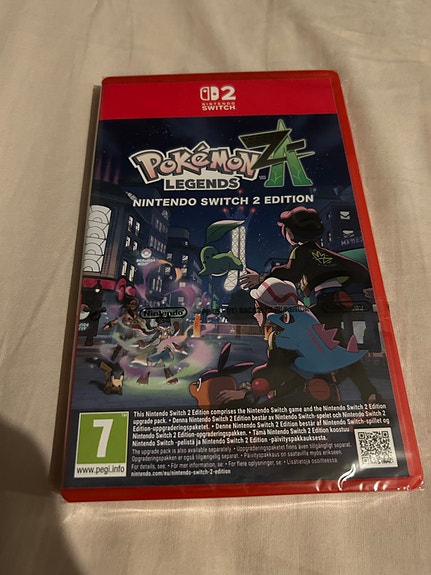 2
NINTENDO
SWITCH
POKÉMON
LEGENDS
ZA
NINTENDO SWITCH 2 EDITION
Nintendo
7
www.pegi.info
This Nintendo Switch 2 Edition comprises the Nintendo Switch game and the Nintendo Switch 2 Edition
upgrade pack. • Denna Nintendo Switch 2 Edition består av Nintendo Switch-spelet och Nintendo Switch 2
Edition-uppgraderingspaketet. • Denne Nintendo Switch 2 Edition består af Nintendo Switch-spillet og
Nintendo Switch 2 Edition-opgraderingspakken. • Tämä Nintendo Switch 2 Edition koostuu
Nintendo Switch -pelistä ja Nintendo Switch 2 Edition -päivityspakkauksesta.
The upgrade pack is also available separately. • Uppgraderingspaketet finns även tillgängligt separat. •
Opgraderingspakken er også tilgængelig separat. • Päivityspakkaus on saatavilla myös erikseen.
For details, see: • För mer information, se: • For flere oplysninger, se: • Lisätietoja osoitteessa:
nintendo.com/eu/nintendo-switch-2-edition